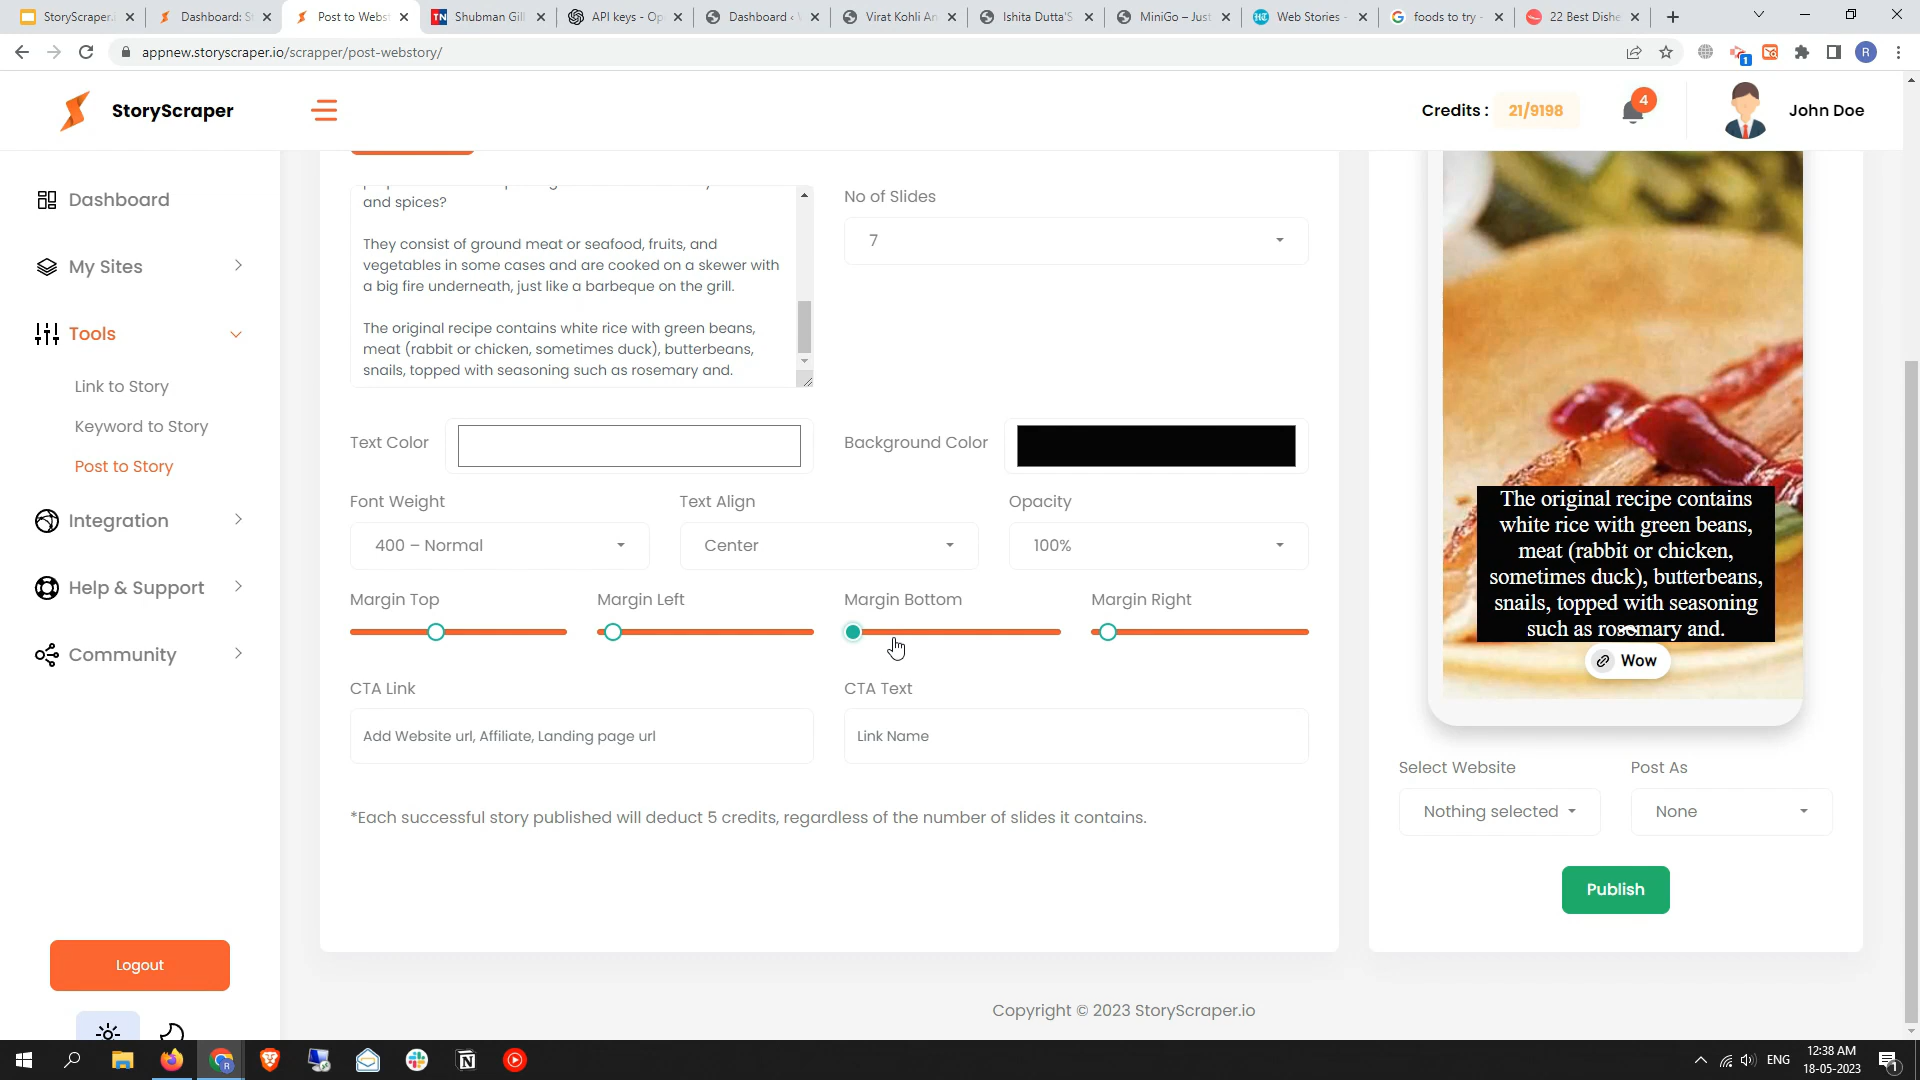 StoryScraper.
Dashboard: S
Post to Webst
Shubman Gill
API keys - Op
Dashboard ‹ W
Virat Kohli An
Ishita Dutta'S
MiniGo – Just
Web Stories -
foods to try -
22 Best Dishe
appnew.storyscraper.io/scrapper/post-webstory/
StoryScraper
Credits : 21/9198
4
John Doe
Dashboard
My Sites
Tools
Link to Story
Keyword to Story
Post to Story
Integration
Help & Support
Community
Logout
and spices?
They consist of ground meat or seafood, fruits, and
vegetables in some cases and are cooked on a skewer with
a big fire underneath, just like a barbeque on the grill.
The original recipe contains white rice with green beans,
meat (rabbit or chicken, sometimes duck), butterbeans,
snails, topped with seasoning such as rosemary and.
No of Slides
7
Text Color
Background Color
Font Weight
Text Align
Opacity
400 – Normal
Center
100%
Margin Top
Margin Left
Margin Bottom
Margin Right
CTA Link
CTA Text
Add Website url, Affiliate, Landing page url
Link Name
*Each successful story published will deduct 5 credits, regardless of the number of slides it contains.
The original recipe contains
white rice with green beans,
meat (rabbit or chicken,
sometimes duck), butterbeans,
snails, topped with seasoning
such as rosemary and.
Wow
Select Website
Post As
Nothing selected
None
Publish
Copyright © 2023 StoryScraper.io
ENG
12:38 AM
18-05-2023